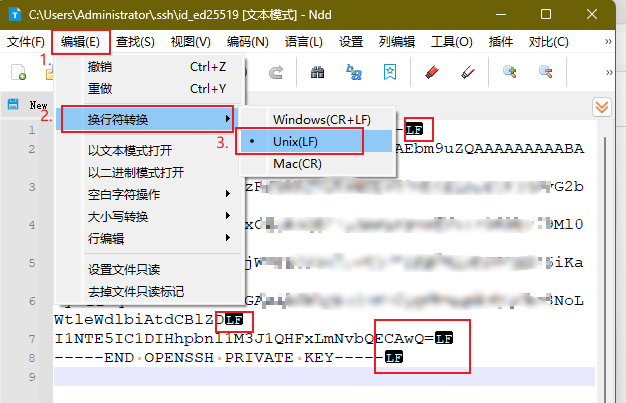 C:\Users\Administrator\.ssh\id_ed25519 [文本模式] - Ndd
文件(F) 编辑(E) 查找(S) 视图(V) 编码(N) 语言(L) 设置 列编辑 工具(O) 插件 对比(C) »
1.
撤销 Ctrl+Z
重做 Ctrl+Y
New
2.
换行符转换
Windows(CR+LF)
3.
Unix(LF)
Mac(CR)
以文本模式打开
以二进制模式打开
空白字符操作
大小写转换
行编辑
设置文件只读
去掉文件只读标记
1 LF
2 AEbm9uZQAAAAAAAAABA
3 G2b
4
5 iKa
6 NoL
WtleWdlbiAtdCBlZD LF
7 I1NTE5IC1DIHhpbnl1M3J1QHFxLmNvbQECAwQ= LF
8 -----END OPENSSH PRIVATE KEY----- LF
9